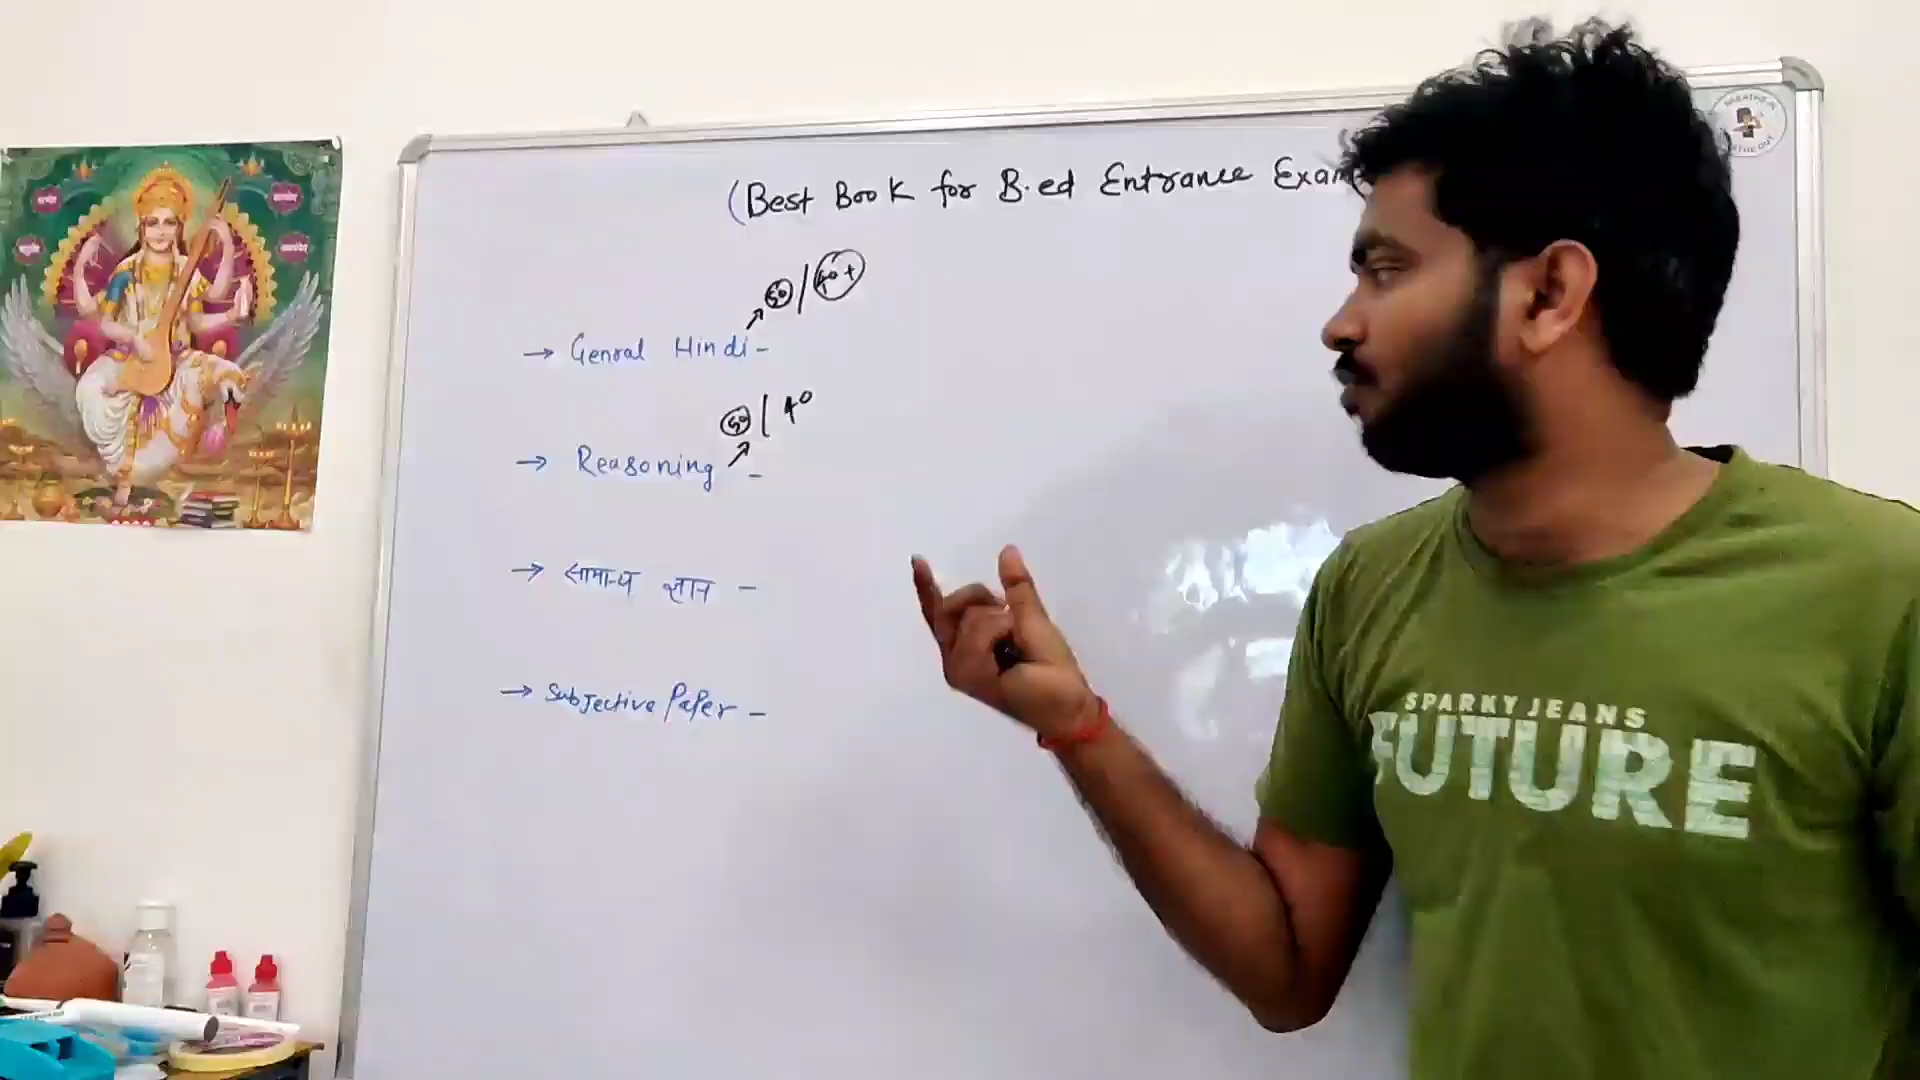 (Best Book for B.ed Entrance Exam
50 / 40+
→ Genral Hindi -
50 / 40
→ Reasoning -
→ सामान्य ज्ञान -
→ Subjective Paper -
SPARKY JEANS
FUTURE